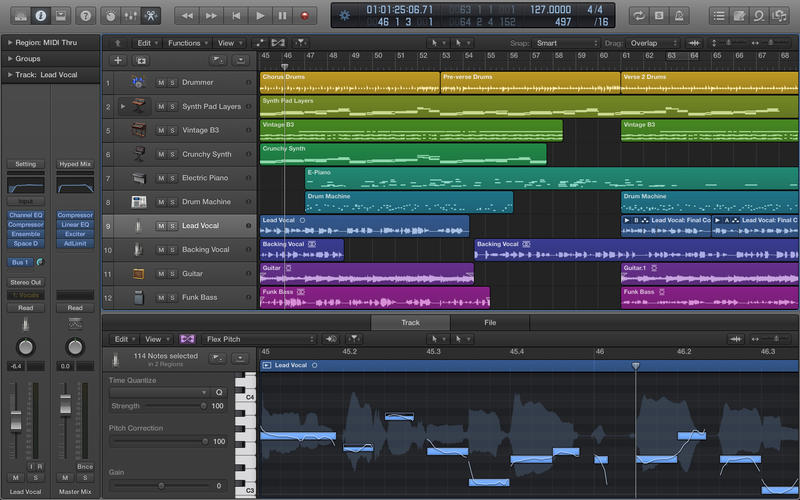 01:01:25:06.71
46 1 3 001
63 1 1 001
64 2 4 152
127.0000
497
4/4
/16
Region: MIDI Thru
Groups
Track: Lead Vocal
Edit
Functions
View
Snap:
Smart
Drag:
Overlap
45 46 47 48 49 50 51 52 53 54 55 56 57 58 59 60 61 62 63 64 65 66 67 68
1 M S Drummer
Chorus Drums
Pre-verse Drums
Verse 2 Drums
2 M S Synth Pad Layers
Synth Pad Layers
5 M S Vintage B3
Vintage B3
Vintage B3
6 M S Crunchy Synth
Crunchy Synth
7 M S Electric Piano
E-Piano
8 M S Drum Machine
Drum Machine
Drum Machine
9 M S Lead Vocal
Lead Vocal
B Lead Vocal: Final Co
A Lead Vocal: Final C
10 M S Backing Vocal
Backing Vocal
Backing Vocal
11 M S Guitar
Guitar
Guitar.1
12 M S Funk Bass
Funk Bass
Funk Bass
Setting
Hyped Mix
Input
Channel EQ
Compressor
Ensemble
Space D
Compressor
Linear EQ
Exciter
AdLimit
Bus 1
Stereo Out
1: Vocals
Read
Read
-6.4
0.0
I R
Bnce
M S
M S
Lead Vocal
Master Mix
Track
File
Edit
View
Flex Pitch
45 45.2 45.3 45.4 46 46.2 46.3
114 Notes selected
in 2 Regions
Lead Vocal
Time Quantize
Q
Strength 100
Pitch Correction
100
Gain
0
C4
C3